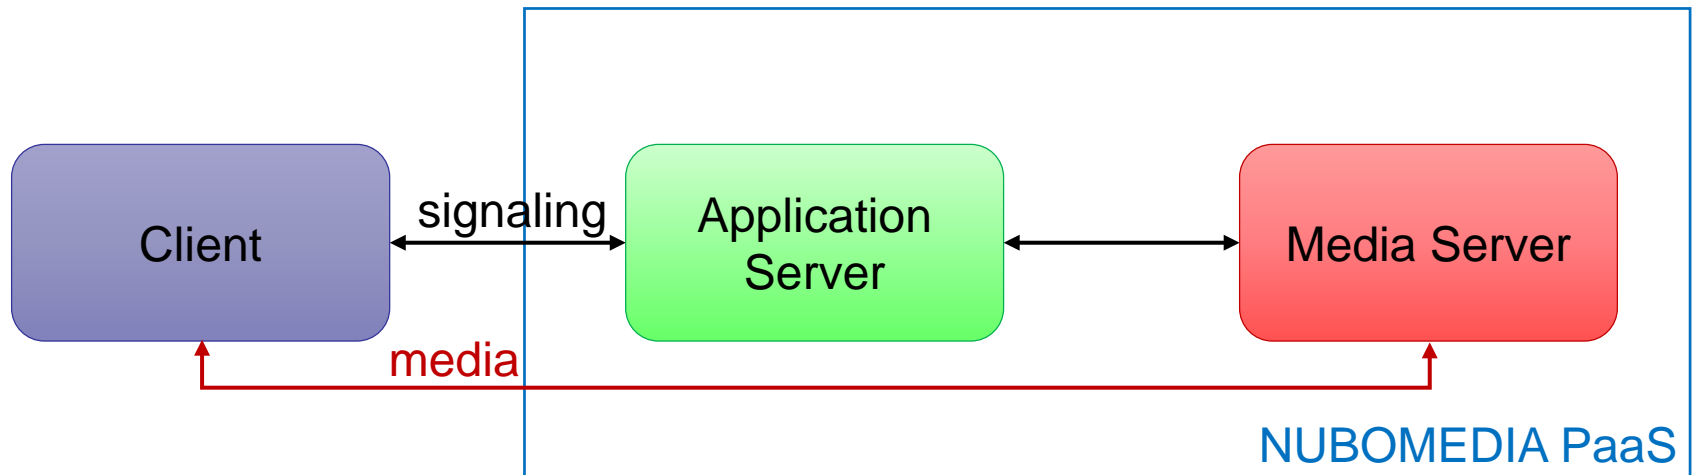 Client
signaling
Application
Server
Media Server
media
NUBOMEDIA PaaS